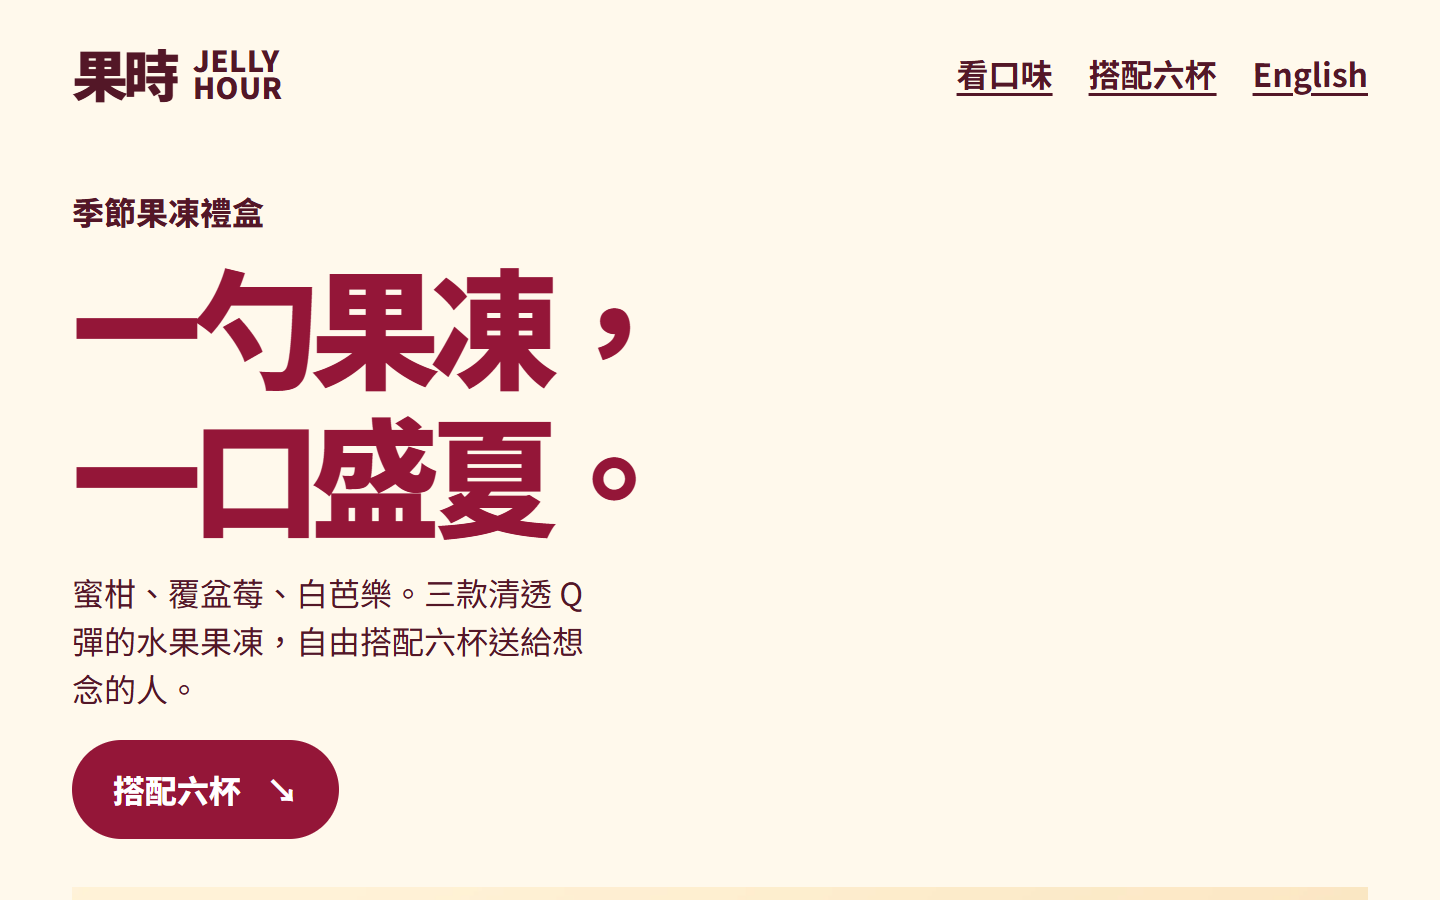 果時 JELLY HOUR
看口味 搭配六杯 English
季節果凍禮盒
一勺果凍，
一口盛夏。
蜜柑、覆盆莓、白芭樂。三款清透 Q
彈的水果果凍，自由搭配六杯送給想
念的人。
搭配六杯 ↘